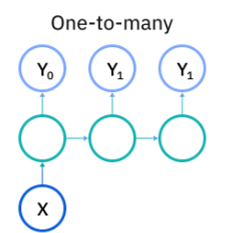 One-to-many
Y₀ Y₁ Y₁
X